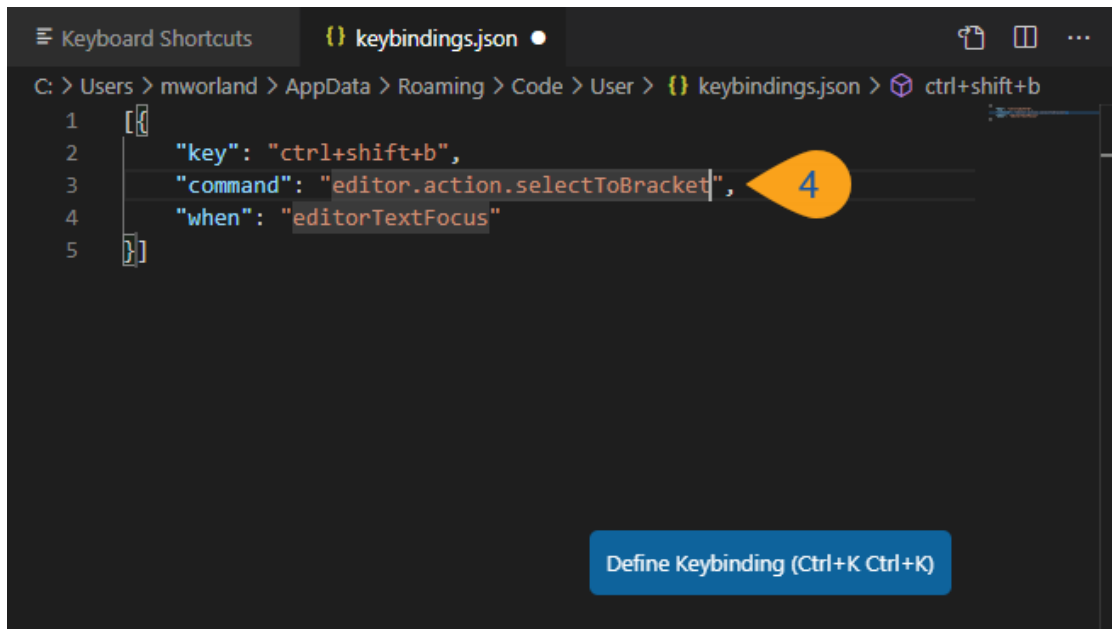 Keyboard Shortcuts {} keybindings.json ...
C: > Users > mworland > AppData > Roaming > Code > User > {} keybindings.json > ctrl+shift+b
1 [{
2 "key": "ctrl+shift+b",
3 "command": "editor.action.selectToBracket", 4
4 "when": "editorTextFocus"
5 }]
Define Keybinding (Ctrl+K Ctrl+K)